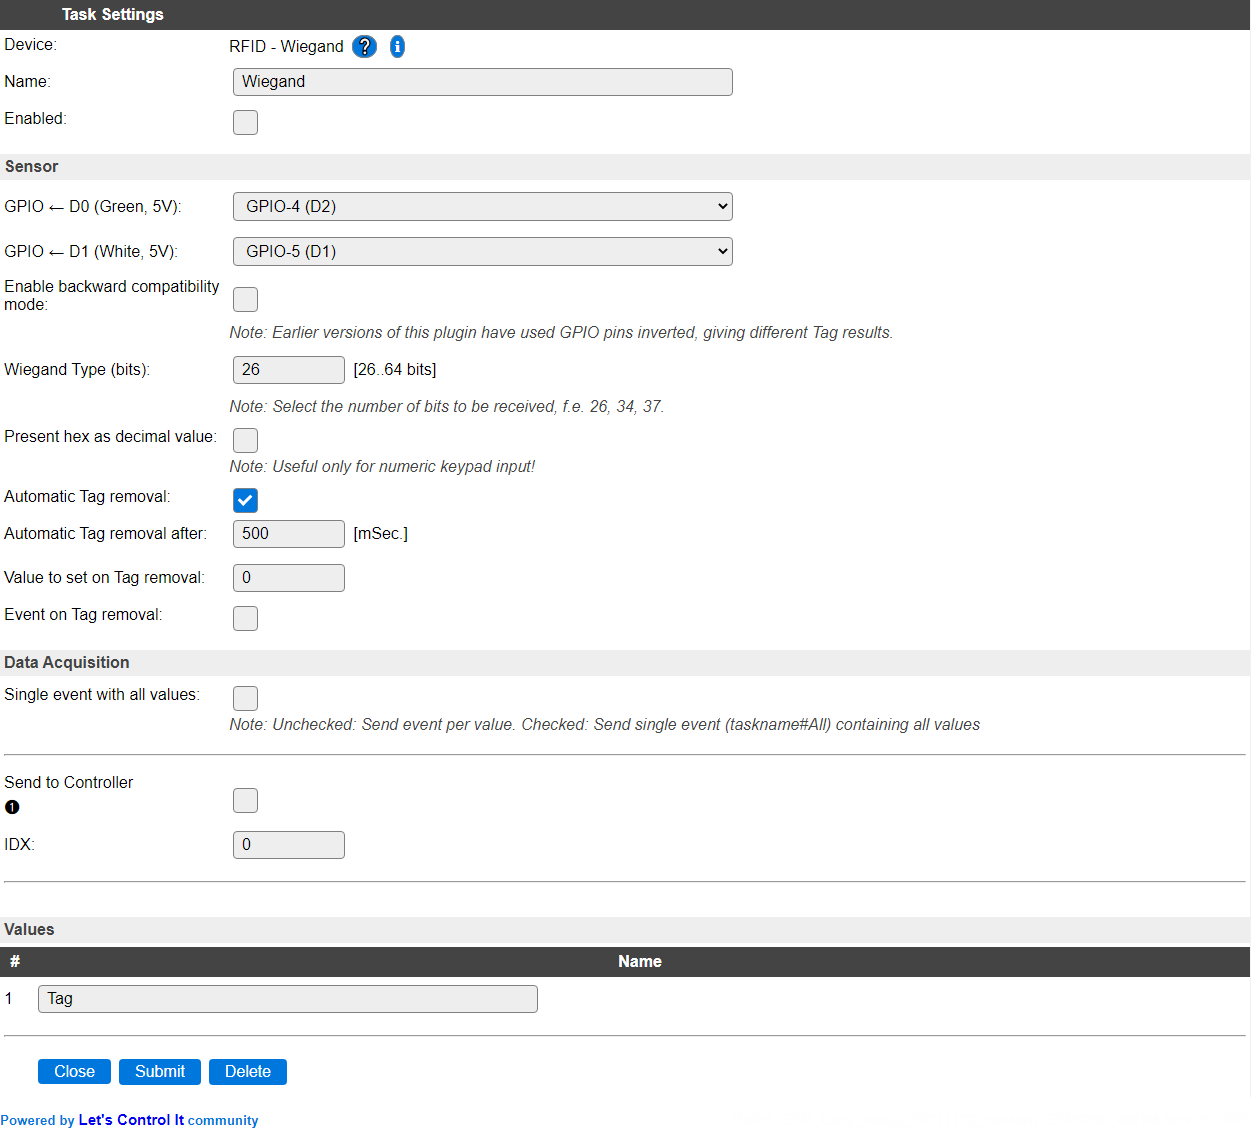 Task Settings
Device: RFID - Wiegand ? i
Name: Wiegand
Enabled:
Sensor
GPIO ← D0 (Green, 5V): GPIO-4 (D2)
GPIO ← D1 (White, 5V): GPIO-5 (D1)
Enable backward compatibility
mode:
Note: Earlier versions of this plugin have used GPIO pins inverted, giving different Tag results.
Wiegand Type (bits): 26 [26..64 bits]
Note: Select the number of bits to be received, f.e. 26, 34, 37.
Present hex as decimal value:
Note: Useful only for numeric keypad input!
Automatic Tag removal:
Automatic Tag removal after: 500 [mSec.]
Value to set on Tag removal: 0
Event on Tag removal:
Data Acquisition
Single event with all values:
Note: Unchecked: Send event per value. Checked: Send single event (taskname#All) containing all values
Send to Controller
❶
IDX: 0
Values
# Name
1 Tag
Close Submit Delete
Powered by Let's Control It community